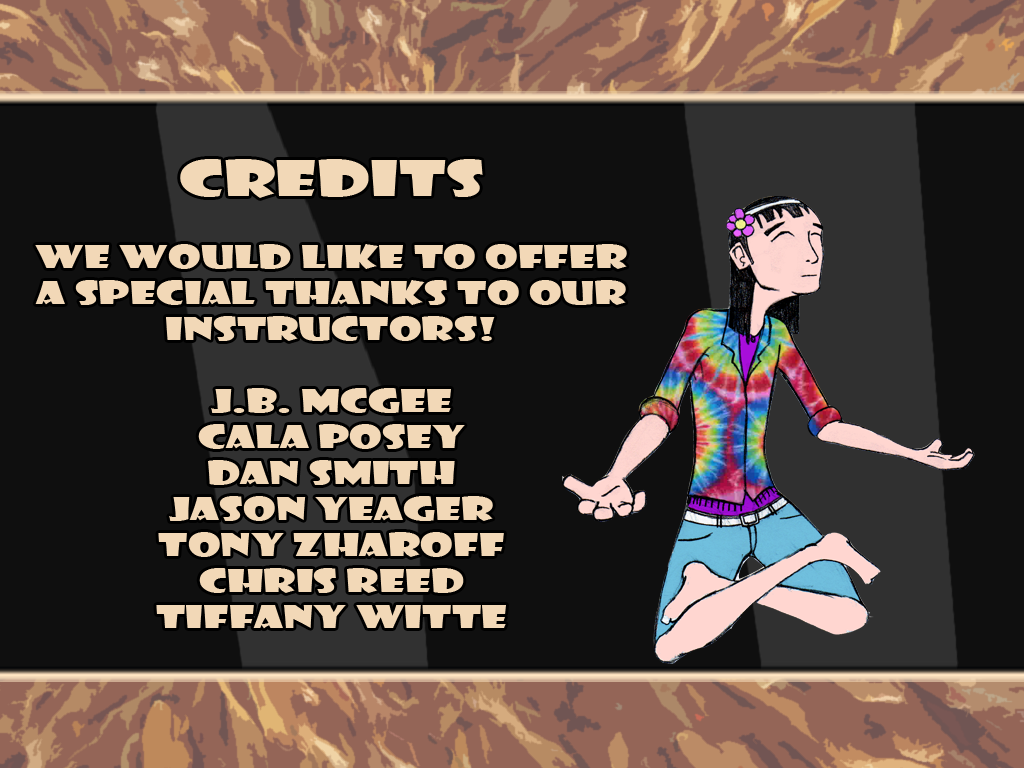 CREDITS
WE WOULD LIKE TO OFFER
A SPECIAL THANKS TO OUR
INSTRUCTORS!
J.B. MCGEE
CALA POSEY
DAN SMITH
JASON YEAGER
TONY ZHAROFF
CHRIS REED
TIFFANY WITTE